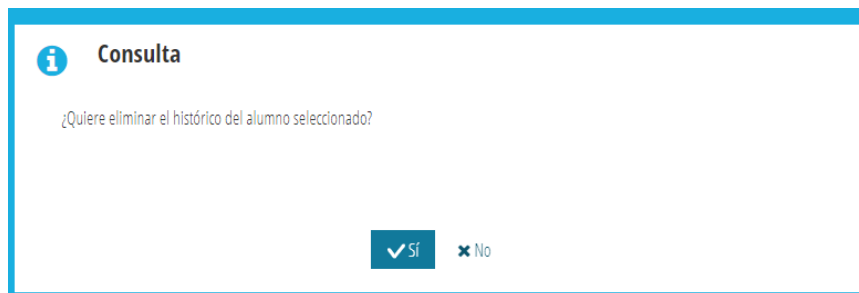 Consulta
¿Quiere eliminar el histórico del alumno seleccionado?
Sí No